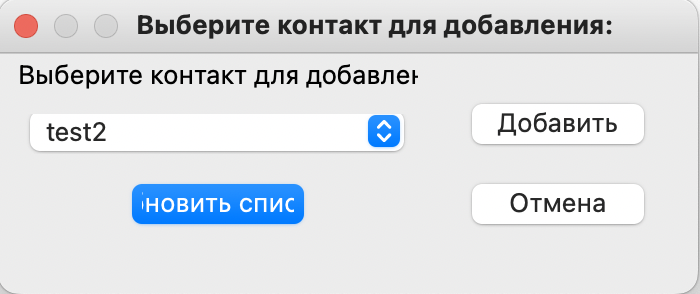 Выберите контакт для добавления:
Выберите контакт для добавлен
test2
Добавить
новить спис
Отмена